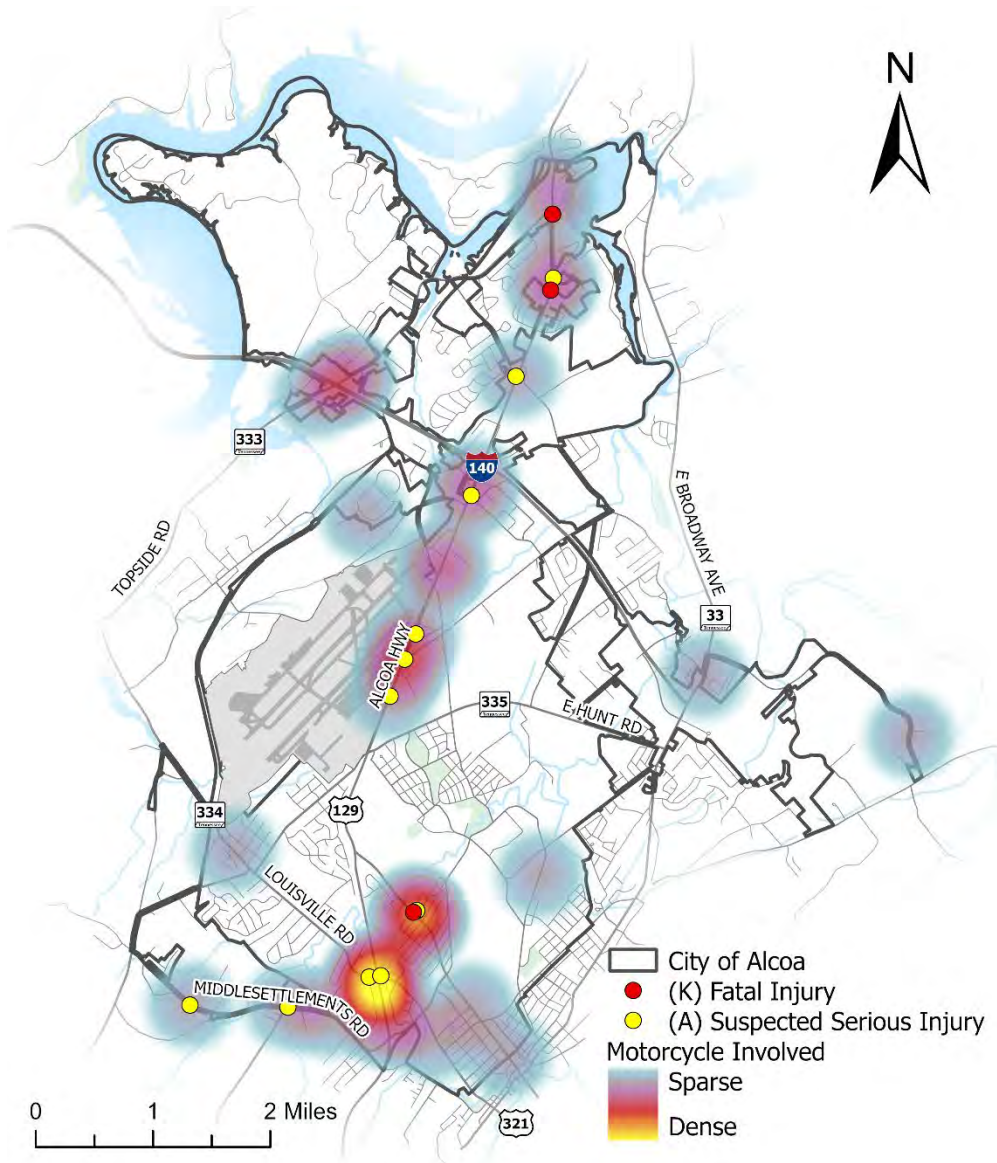 N
140
333
TOPSIDE RD
E BROADWAY AVE
33
ALCOA HWY
335
E HUNT RD
129
334
LOUISVILLE RD
MIDDLESETTLEMENTS RD
321
City of Alcoa
(K) Fatal Injury
(A) Suspected Serious Injury
Motorcycle Involved
Sparse
Dense
0 1 2 Miles